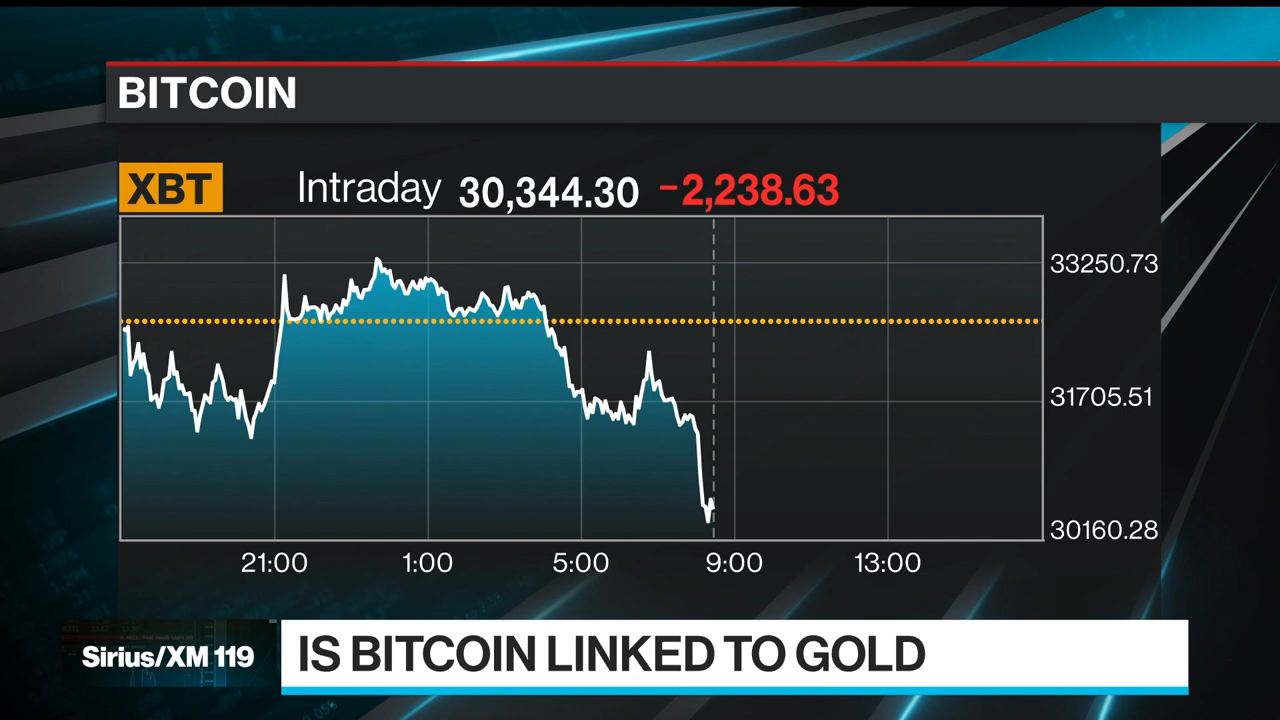 BITCOIN
XBT Intraday 30,344.30 -2,238.63
33250.73
31705.51
30160.28
21:00 1:00 5:00 9:00 13:00
Sirius/XM 119
IS BITCOIN LINKED TO GOLD